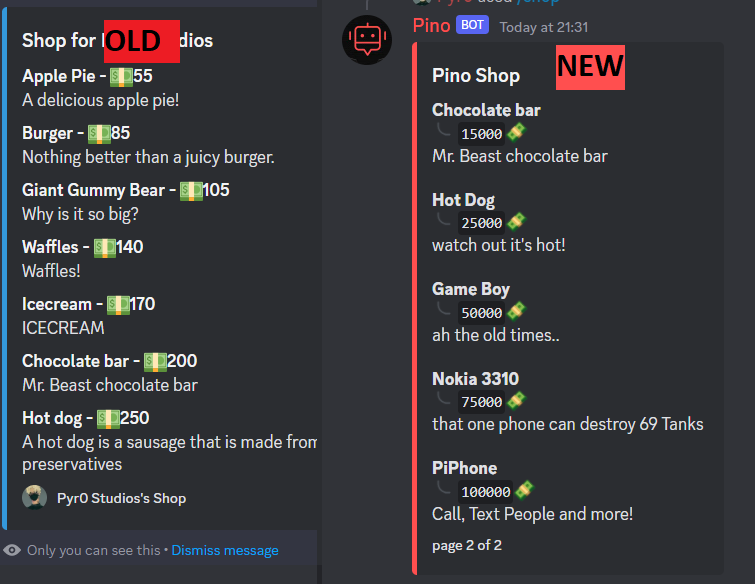 Shop for OLD dios
Apple Pie - 💵55
A delicious apple pie!
Burger - 💵85
Nothing better than a juicy burger.
Giant Gummy Bear - 💵105
Why is it so big?
Waffles - 💵140
Waffles!
Icecream - 💵170
ICECREAM
Chocolate bar - 💵200
Mr. Beast chocolate bar
Hot dog - 💵250
A hot dog is a sausage that is made from
preservatives
Pyr0 Studios's Shop
Only you can see this • Dismiss message
Pino BOT Today at 21:31
Pino Shop NEW
Chocolate bar
15000 💸
Mr. Beast chocolate bar
Hot Dog
25000 💸
watch out it's hot!
Game Boy
50000 💸
ah the old times..
Nokia 3310
75000 💸
that one phone can destroy 69 Tanks
PiPhone
100000 💸
Call, Text People and more!
page 2 of 2